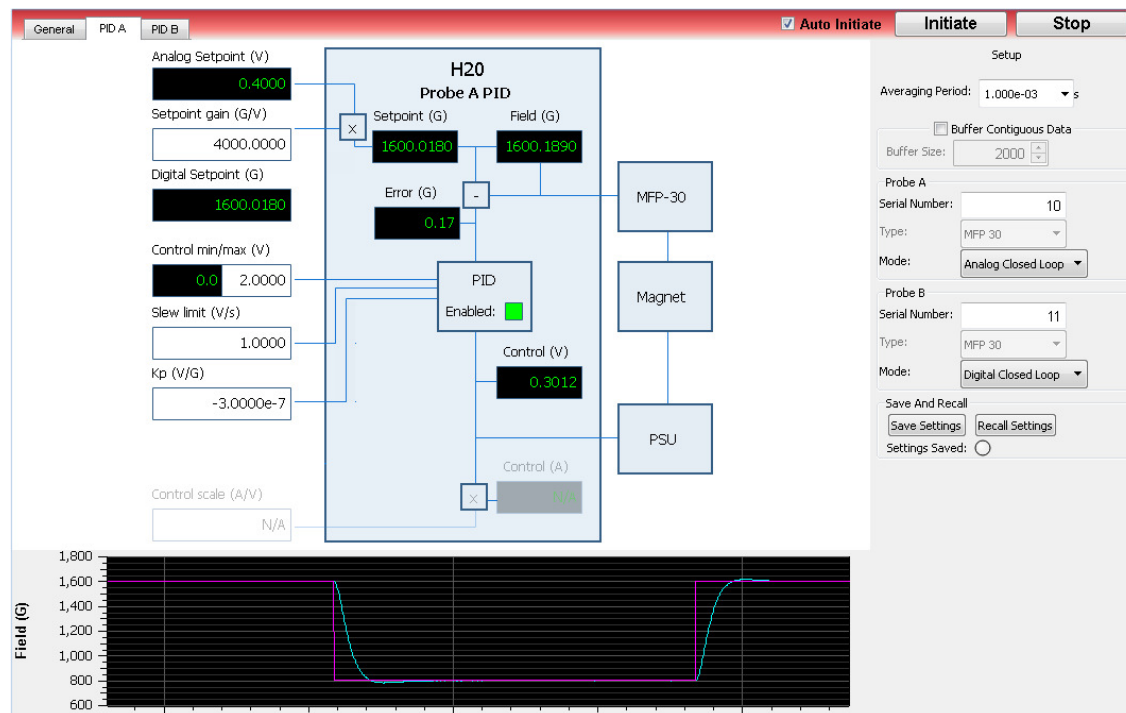 General
PID A
PID B
Auto Initiate
Initiate
Stop
Analog Setpoint (V)
0.4000
Setpoint gain (G/V)
4000.0000
Digital Setpoint (G)
1600.0180
Control min/max (V)
0.0
2.0000
Slew limit (V/s)
1.0000
Kp (V/G)
-3.0000e-7
Control scale (A/V)
N/A
H20
Probe A PID
x
Setpoint (G)
1600.0180
Field (G)
1600.1890
-
Error (G)
0.17
PID
Enabled:
Control (V)
0.3012
Control (A)
N/A
x
MFP-30
Magnet
PSU
Setup
Averaging Period:
1.000e-03
s
Buffer Contiguous Data
Buffer Size:
2000
Probe A
Serial Number:
10
Type:
MFP 30
Mode:
Analog Closed Loop
Probe B
Serial Number:
11
Type:
MFP 30
Mode:
Digital Closed Loop
Save And Recall
Save Settings
Recall Settings
Settings Saved:
Field (G)
1,800
1,600
1,400
1,200
1,000
800
600